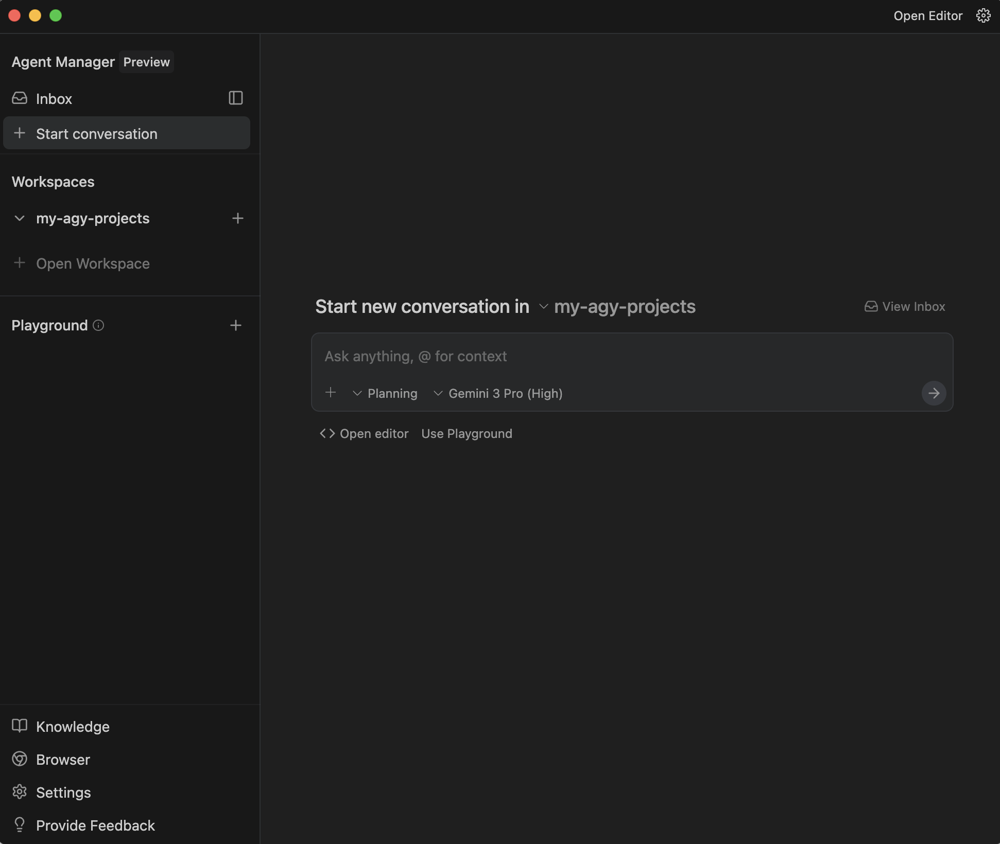 Open Editor
Agent Manager Preview
Inbox
Start conversation
Workspaces
my-agy-projects
Open Workspace
Playground
Start new conversation in my-agy-projects
View Inbox
Ask anything, @ for context
Planning Gemini 3 Pro (High)
Open editor Use Playground
Knowledge
Browser
Settings
Provide Feedback